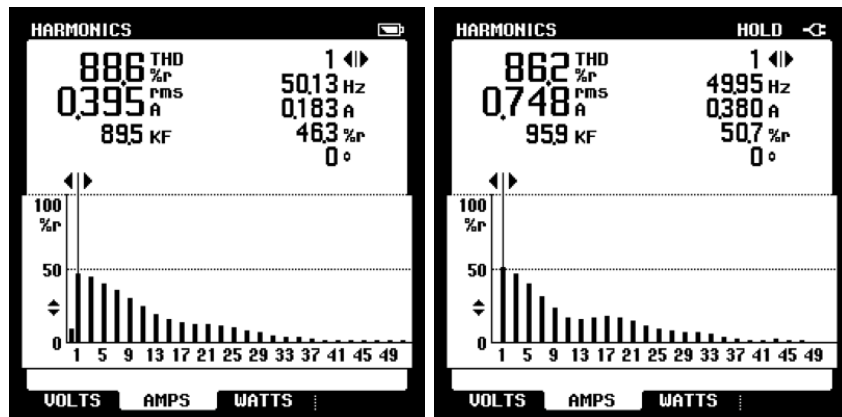 HARMONICS
88.6 THD %r
0.395 rms A
89.5 KF
1
50.13 Hz
0.183 A
46.3 %r
0 °
100
%r
50
0
1 5 9 13 17 21 25 29 33 37 41 45 49
VOLTS AMPS WATTS
HARMONICS HOLD
86.2 THD %r
0.748 rms A
95.9 KF
1
49.95 Hz
0.380 A
50.7 %r
0 °
100
%r
50
0
1 5 9 13 17 21 25 29 33 37 41 45 49
VOLTS AMPS WATTS